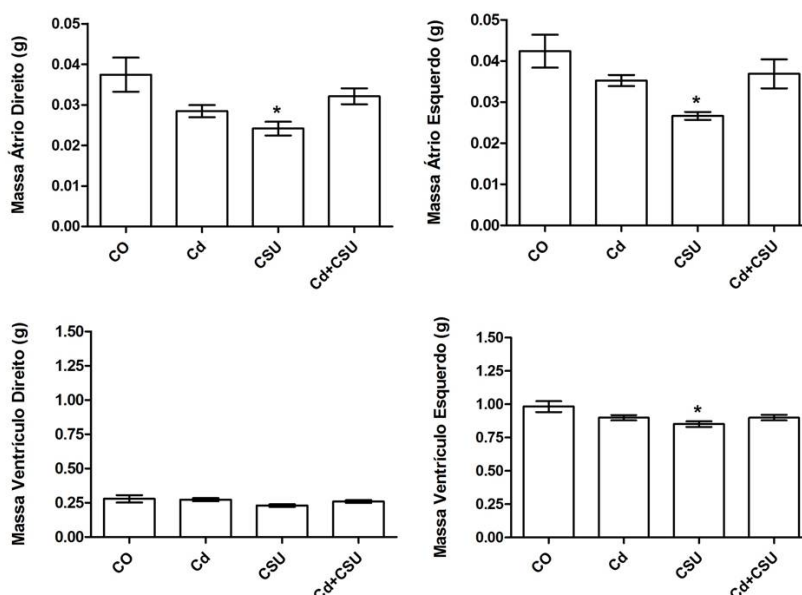 Massa Átrio Direito (g)
0.05
0.04
0.03
0.02
0.01
0.00
*
CO
Cd
CSU
Cd+CSU
Massa Átrio Esquerdo (g)
0.05
0.04
0.03
0.02
0.01
0.00
*
CO
Cd
CSU
Cd+CSU
Massa Ventrículo Direito (g)
1.50
1.25
1.00
0.75
0.50
0.25
0.00
CO
Cd
CSU
Cd+CSU
Massa Ventrículo Esquerdo (g)
1.50
1.25
1.00
0.75
0.50
0.25
0.00
*
CO
Cd
CSU
Cd+CSU